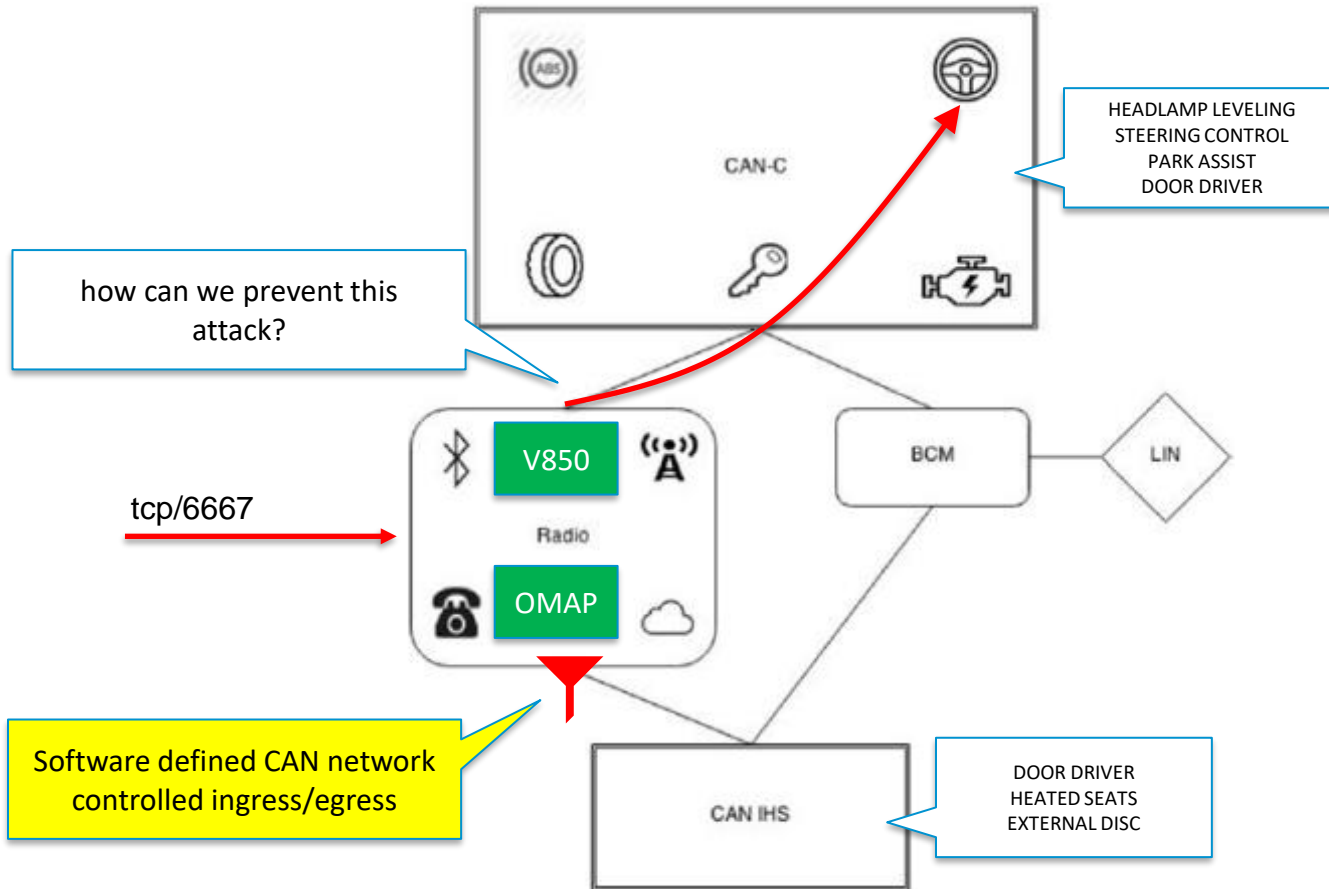 ABS
CAN-C
HEADLAMP LEVELING
STEERING CONTROL
PARK ASSIST
DOOR DRIVER
how can we prevent this
attack?
V850
BCM
LIN
tcp/6667
Radio
OMAP
Software defined CAN network
controlled ingress/egress
CAN IHS
DOOR DRIVER
HEATED SEATS
EXTERNAL DISC